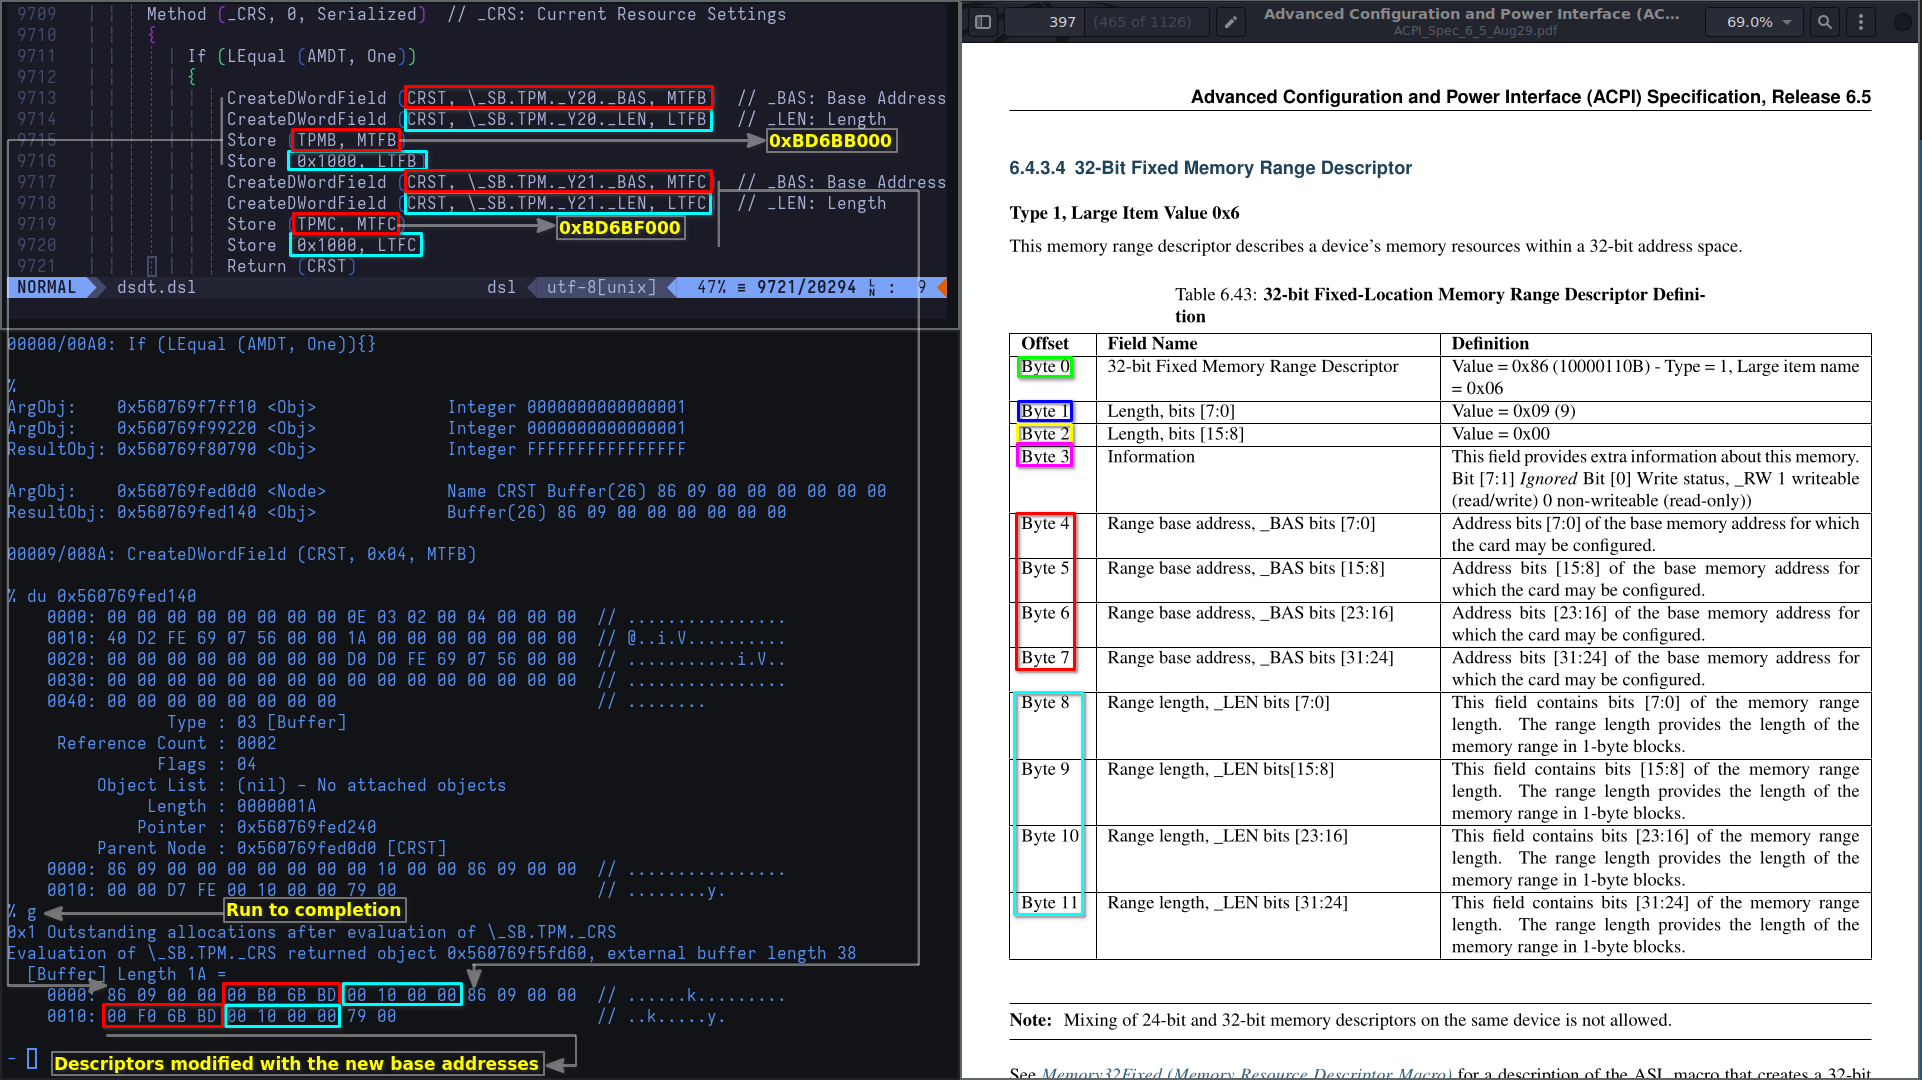 9709 Method (_CRS, 0, Serialized)  // _CRS: Current Resource Settings
9710 {
9711 If (LEqual (AMDT, One))
9712 {
9713 CreateDWordField (CRST, \_SB.TPM._Y20._BAS, MTFB)  // _BAS: Base Address
9714 CreateDWordField (CRST, \_SB.TPM._Y20._LEN, LTFB)  // _LEN: Length
9715 Store (TPMB, MTFB) 0xBD6BB000
9716 Store (0x1000, LTFB)
9717 CreateDWordField (CRST, \_SB.TPM._Y21._BAS, MTFC)  // _BAS: Base Address
9718 CreateDWordField (CRST, \_SB.TPM._Y21._LEN, LTFC)  // _LEN: Length
9719 Store (TPMC, MTFC) 0xBD6BF000
9720 Store (0x1000, LTFC)
9721 Return (CRST)
NORMAL dsdt.dsl dsl utf-8[unix] 47% ≡ 9721/20294 LN : 9
00000/00A0: If (LEqual (AMDT, One)){}
%
ArgObj:    0x560769f7ff10 <Obj>             Integer 0000000000000001
ArgObj:    0x560769f99220 <Obj>             Integer 0000000000000001
ResultObj: 0x560769f80790 <Obj>             Integer FFFFFFFFFFFFFFFF
ArgObj:    0x560769fed0d0 <Node>            Name CRST Buffer(26) 86 09 00 00 00 00 00 00
ResultObj: 0x560769fed140 <Obj>             Buffer(26) 86 09 00 00 00 00 00 00
00009/008A: CreateDWordField (CRST, 0x04, MTFB)
% du 0x560769fed140
0000: 00 00 00 00 00 00 00 00 0E 03 02 00 04 00 00 00  // ................
0010: 40 D2 FE 69 07 56 00 00 1A 00 00 00 00 00 00 00  // @..i.V..........
0020: 00 00 00 00 00 00 00 00 D0 D0 FE 69 07 56 00 00  // ...........i.V..
0030: 00 00 00 00 00 00 00 00 00 00 00 00 00 00 00 00  // ................
0040: 00 00 00 00 00 00 00 00                          // ........
Type : 03 [Buffer]
Reference Count : 0002
Flags : 04
Object List : (nil) - No attached objects
Length : 0000001A
Pointer : 0x560769fed240
Parent Node : 0x560769fed0d0 [CRST]
0000: 86 09 00 00 00 00 00 00 00 10 00 00 86 09 00 00  // ................
0010: 00 00 D7 FE 00 10 00 00 79 00                    // ........y.
% g Run to completion
0x1 Outstanding allocations after evaluation of \_SB.TPM._CRS
Evaluation of \_SB.TPM._CRS returned object 0x560769f5fd60, external buffer length 38
[Buffer] Length 1A =
0000: 86 09 00 00 00 B0 6B BD 00 10 00 00 86 09 00 00  // ......k.........
0010: 00 F0 6B BD 00 10 00 00 79 00                    // ..k.....y.
- Descriptors modified with the new base addresses
397 (465 of 1126) Advanced Configuration and Power Interface (AC... 69.0%
ACPI_Spec_6_5_Aug29.pdf
Advanced Configuration and Power Interface (ACPI) Specification, Release 6.5
6.4.3.4 32-Bit Fixed Memory Range Descriptor
Type 1, Large Item Value 0x6
This memory range descriptor describes a device's memory resources within a 32-bit address space.
Table 6.43: 32-bit Fixed-Location Memory Range Descriptor Defini-
tion
Offset Field Name Definition
Byte 0 32-bit Fixed Memory Range Descriptor Value = 0x86 (10000110B) - Type = 1, Large item name
= 0x06
Byte 1 Length, bits [7:0] Value = 0x09 (9)
Byte 2 Length, bits [15:8] Value = 0x00
Byte 3 Information This field provides extra information about this memory.
Bit [7:1] Ignored Bit [0] Write status, _RW 1 writeable
(read/write) 0 non-writeable (read-only))
Byte 4 Range base address, _BAS bits [7:0] Address bits [7:0] of the base memory address for which
the card may be configured.
Byte 5 Range base address, _BAS bits [15:8] Address bits [15:8] of the base memory address for
which the card may be configured.
Byte 6 Range base address, _BAS bits [23:16] Address bits [23:16] of the base memory address for
which the card may be configured.
Byte 7 Range base address, _BAS bits [31:24] Address bits [31:24] of the base memory address for
which the card may be configured.
Byte 8 Range length, _LEN bits [7:0] This field contains bits [7:0] of the memory range
length. The range length provides the length of the
memory range in 1-byte blocks.
Byte 9 Range length, _LEN bits[15:8] This field contains bits [15:8] of the memory range
length. The range length provides the length of the
memory range in 1-byte blocks.
Byte 10 Range length, _LEN bits [23:16] This field contains bits [23:16] of the memory range
length. The range length provides the length of the
memory range in 1-byte blocks.
Byte 11 Range length, _LEN bits [31:24] This field contains bits [31:24] of the memory range
length. The range length provides the length of the
memory range in 1-byte blocks.
Note: Mixing of 24-bit and 32-bit memory descriptors on the same device is not allowed.
See Memory32Fixed (Memory Resource Descriptor Macro) for a description of the ASL macro that creates a 32-bit